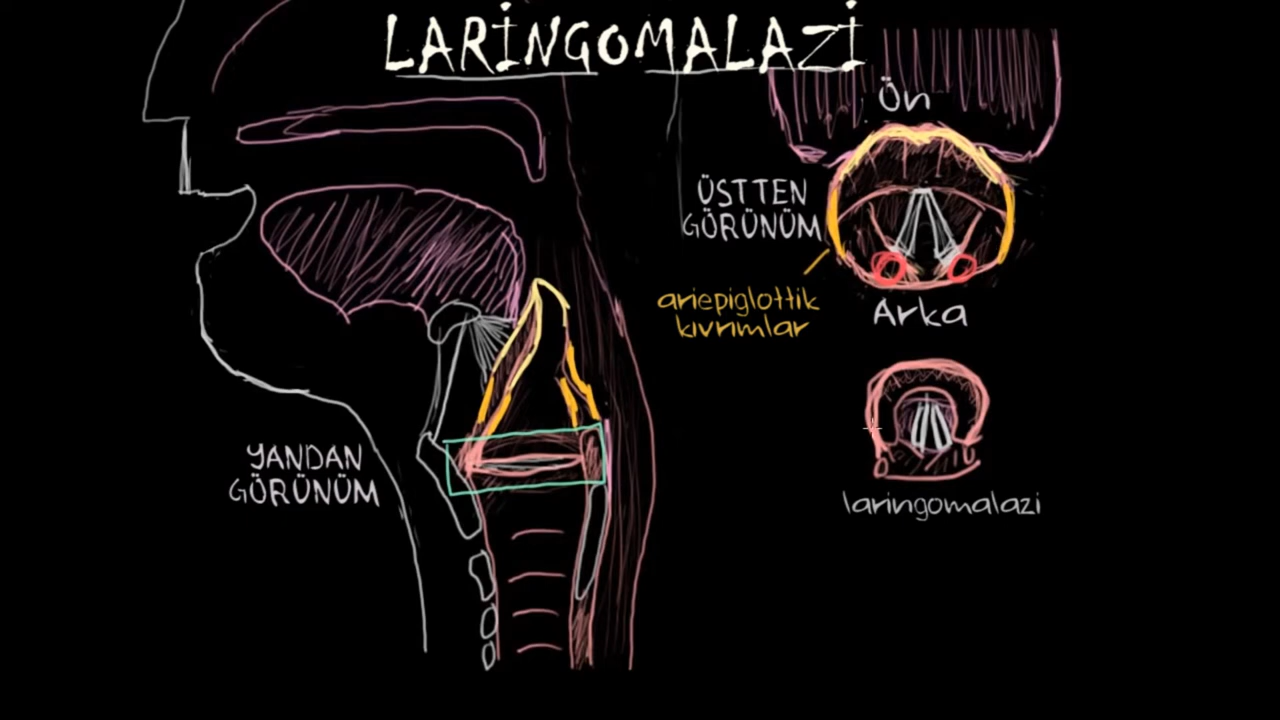 LARİNGOMALAZİ
Ön
ÜSTTEN
GÖRÜNÜM
ariepiglottik
kıvrımlar
Arka
YANDAN
GÖRÜNÜM
laringomalazi